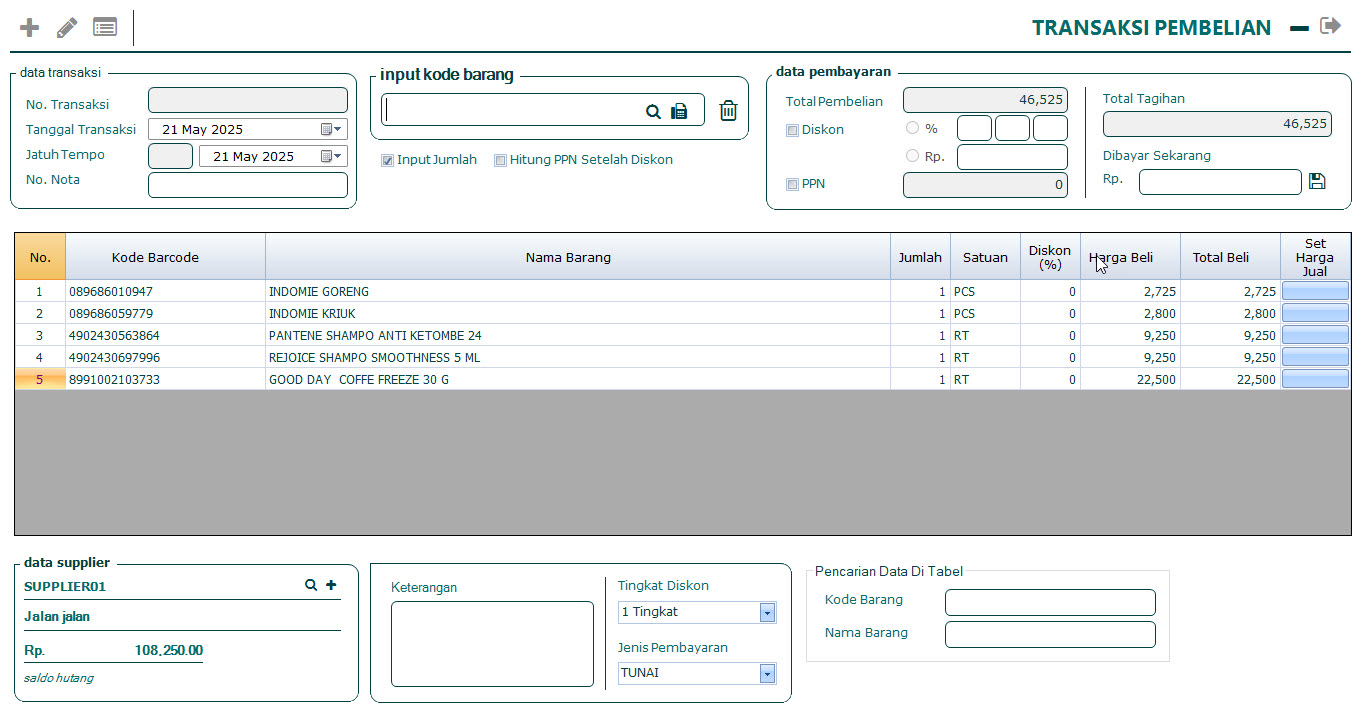 TRANSAKSI PEMBELIAN
data transaksi
No. Transaksi
Tanggal Transaksi 21 May 2025
Jatuh Tempo 21 May 2025
No. Nota
input kode barang
Input Jumlah Hitung PPN Setelah Diskon
data pembayaran
Total Pembelian 46,525
Diskon %
Rp.
PPN 0
Total Tagihan
46,525
Dibayar Sekarang
Rp.
No. Kode Barcode Nama Barang Jumlah Satuan Diskon (%) Harga Beli Total Beli Set Harga Jual
1 089686010947 INDOMIE GORENG 1 PCS 0 2,725 2,725
2 089686059779 INDOMIE KRIUK 1 PCS 0 2,800 2,800
3 4902430563864 PANTENE SHAMPO ANTI KETOMBE 24 1 RT 0 9,250 9,250
4 4902430697996 REJOICE SHAMPO SMOOTHNESS 5 ML 1 RT 0 9,250 9,250
5 8991002103733 GOOD DAY  COFFE FREEZE 30 G 1 RT 0 22,500 22,500
data supplier
SUPPLIER01
Jalan jalan
Rp. 108,250.00
saldo hutang
Keterangan
Tingkat Diskon
1 Tingkat
Jenis Pembayaran
TUNAI
Pencarian Data Di Tabel
Kode Barang
Nama Barang